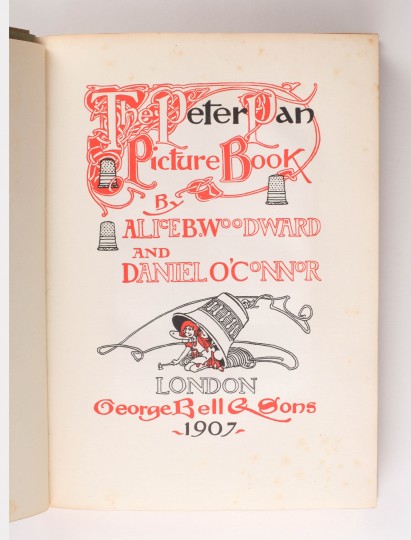 The Peter Pan
Picture Book
By
ALICE B. WOODWARD
AND
DANIEL O'CONNOR
LONDON
George Bell & Sons
1907